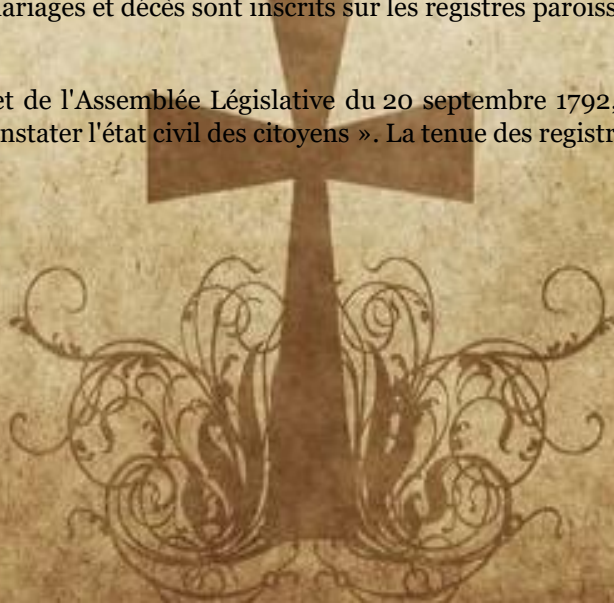 ariages et décès sont inscrits sur les registres paroiss
et de l'Assemblée Législative du 20 septembre 1792,
nstater l'état civil des citoyens ». La tenue des registr